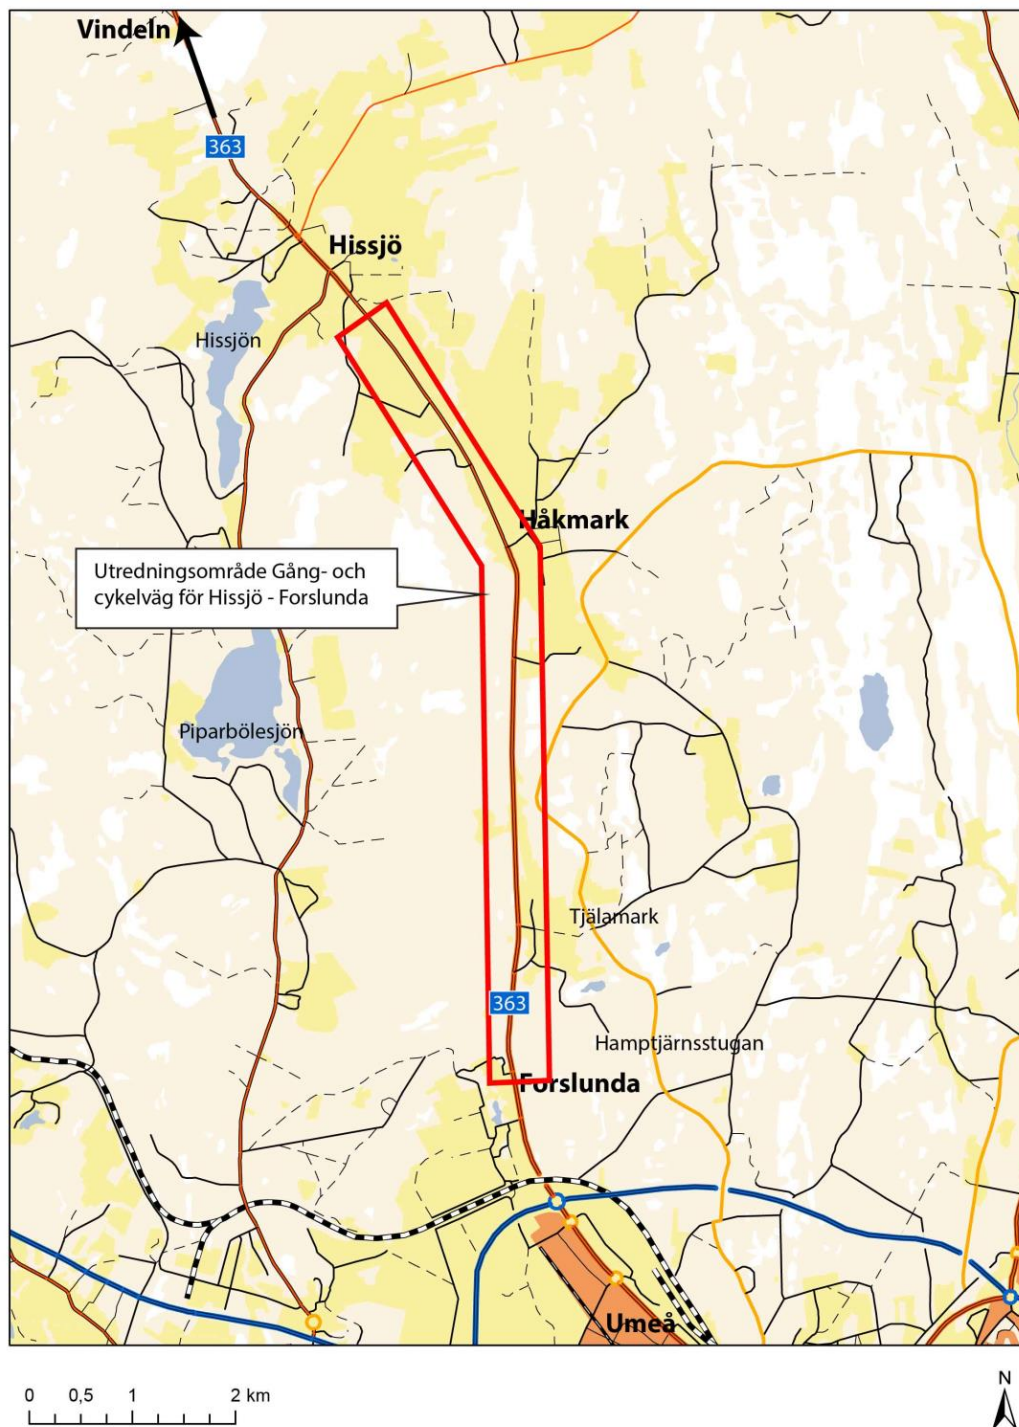 Vindeln
363
Hissjö
Hissjön
Håkmark
Utredningsområde Gång- och
cykelväg för Hissjö - Forslunda
Piparbölesjön
Tjälamark
363
Hamptjärnsstugan
Forslunda
Umeå
0 0,5 1 2 km
N